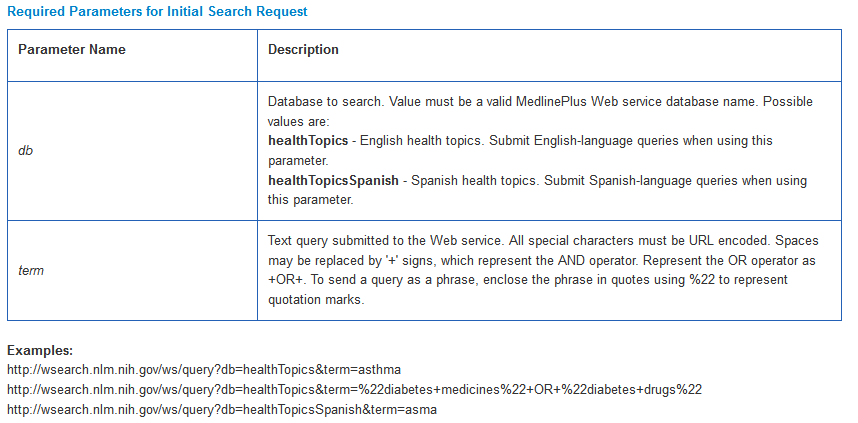 Required Parameters for Initial Search Request
Parameter Name
Description
db
Database to search. Value must be a valid MedlinePlus Web service database name. Possible
values are:
healthTopics - English health topics. Submit English-language queries when using this
parameter.
healthTopicsSpanish - Spanish health topics. Submit Spanish-language queries when using
this parameter.
term
Text query submitted to the Web service. All special characters must be URL encoded. Spaces
may be replaced by '+' signs, which represent the AND operator. Represent the OR operator as
+OR+. To send a query as a phrase, enclose the phrase in quotes using %22 to represent
quotation marks.
Examples:
http://wsearch.nlm.nih.gov/ws/query?db=healthTopics&term=asthma
http://wsearch.nlm.nih.gov/ws/query?db=healthTopics&term=%22diabetes+medicines%22+OR+%22diabetes+drugs%22
http://wsearch.nlm.nih.gov/ws/query?db=healthTopicsSpanish&term=asma